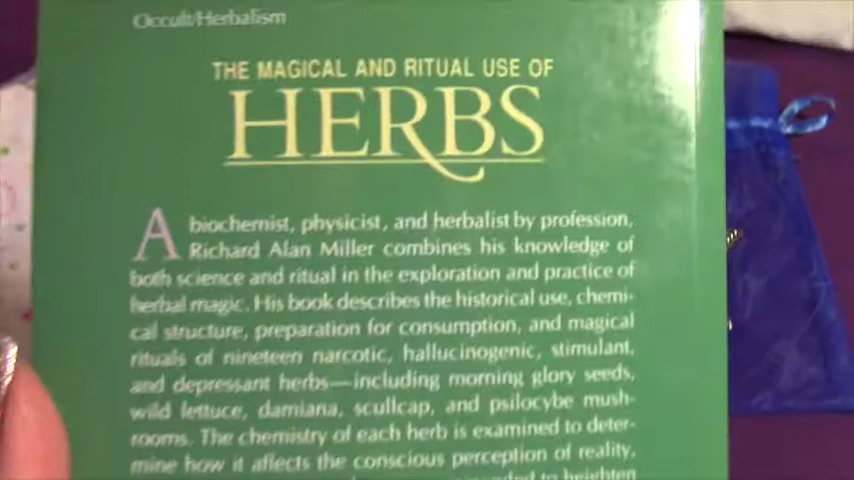 Occult/Herbalism
THE MAGICAL AND RITUAL USE OF
HERBS
A biochemist, physicist, and herbalist by profession,
Richard Alan Miller combines his knowledge of
both science and ritual in the exploration and practice of
herbal magic. His book describes the historical use, chemi-
cal structure, preparation for consumption, and magical
rituals of nineteen narcotic, hallucinogenic, stimulant,
and depressant herbs—including morning glory seeds,
wild lettuce, damiana, scullcap, and psilocybe mush-
rooms. The chemistry of each herb is examined to deter-
mine how it affects the conscious perception of reality,
to heighten